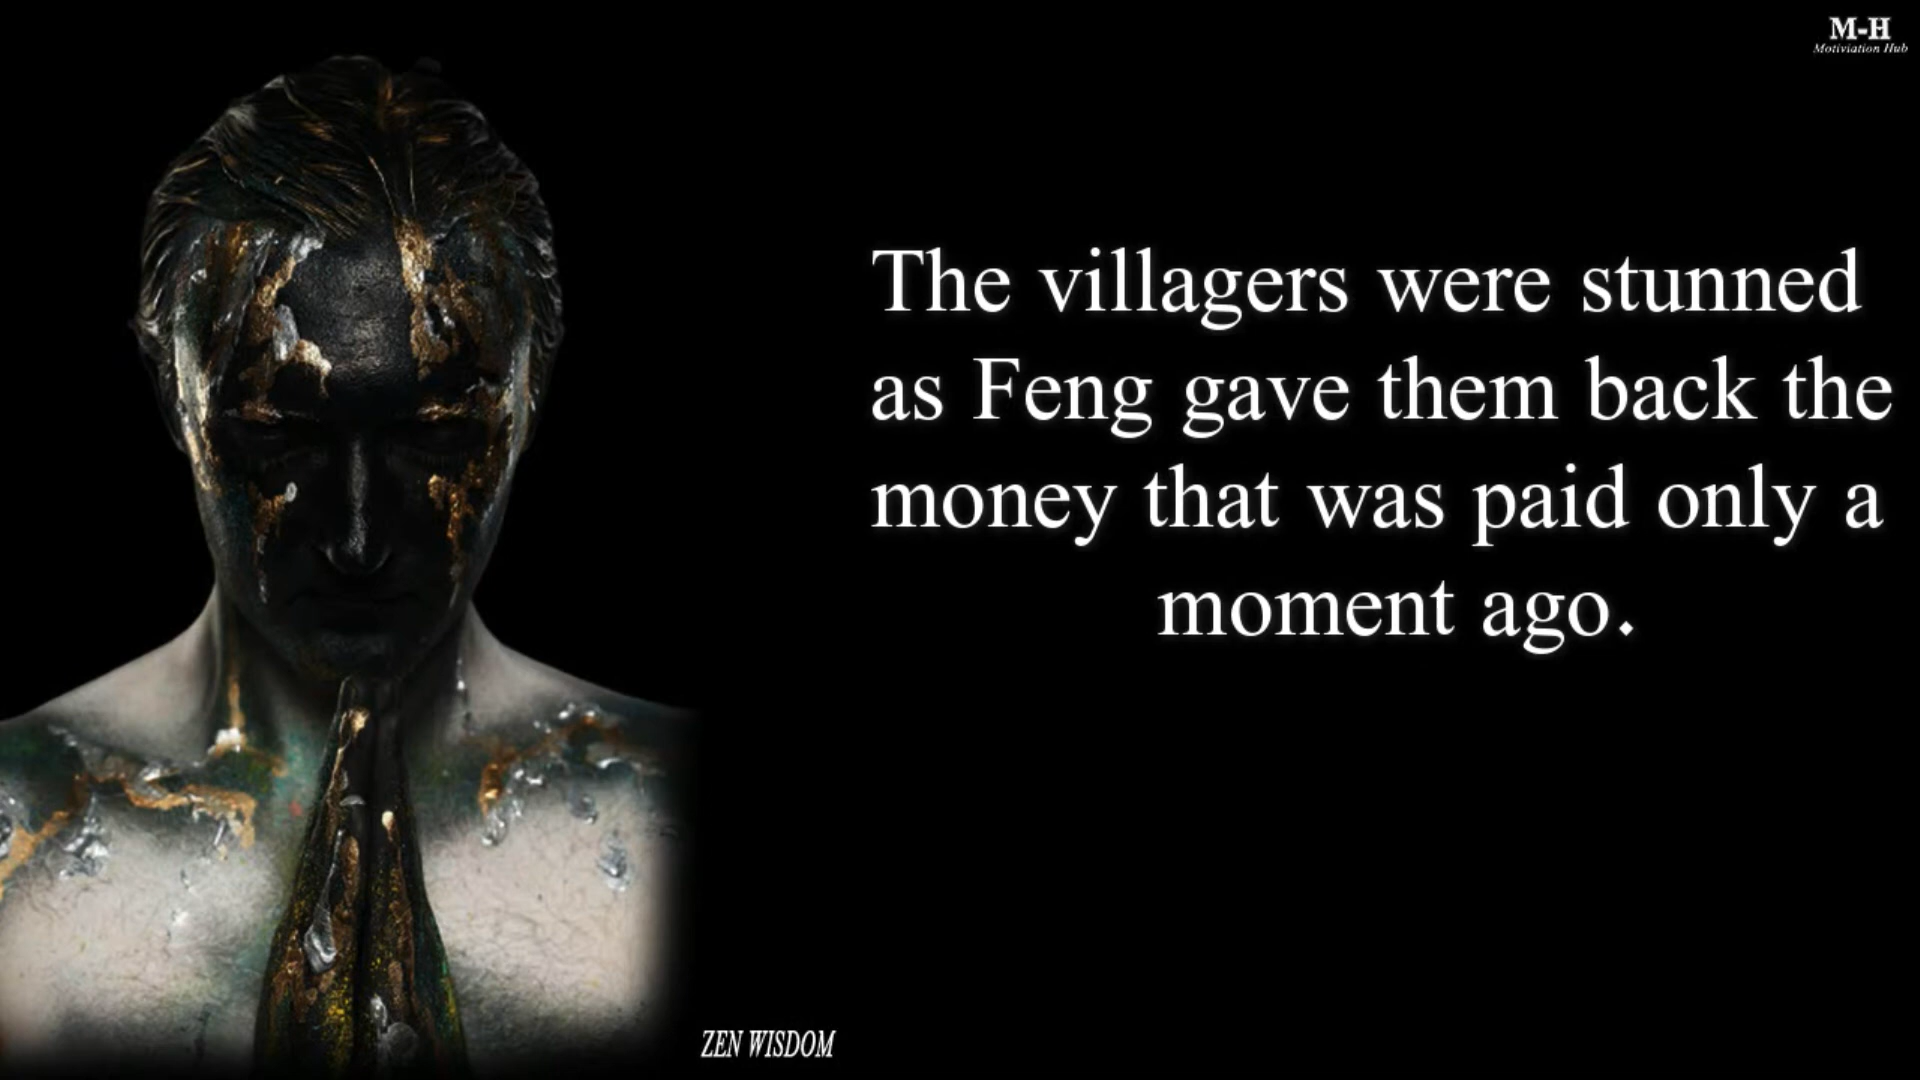 M-H
Motiviation Hub
The villagers were stunned
as Feng gave them back the
money that was paid only a
moment ago.
ZEN WISDOM